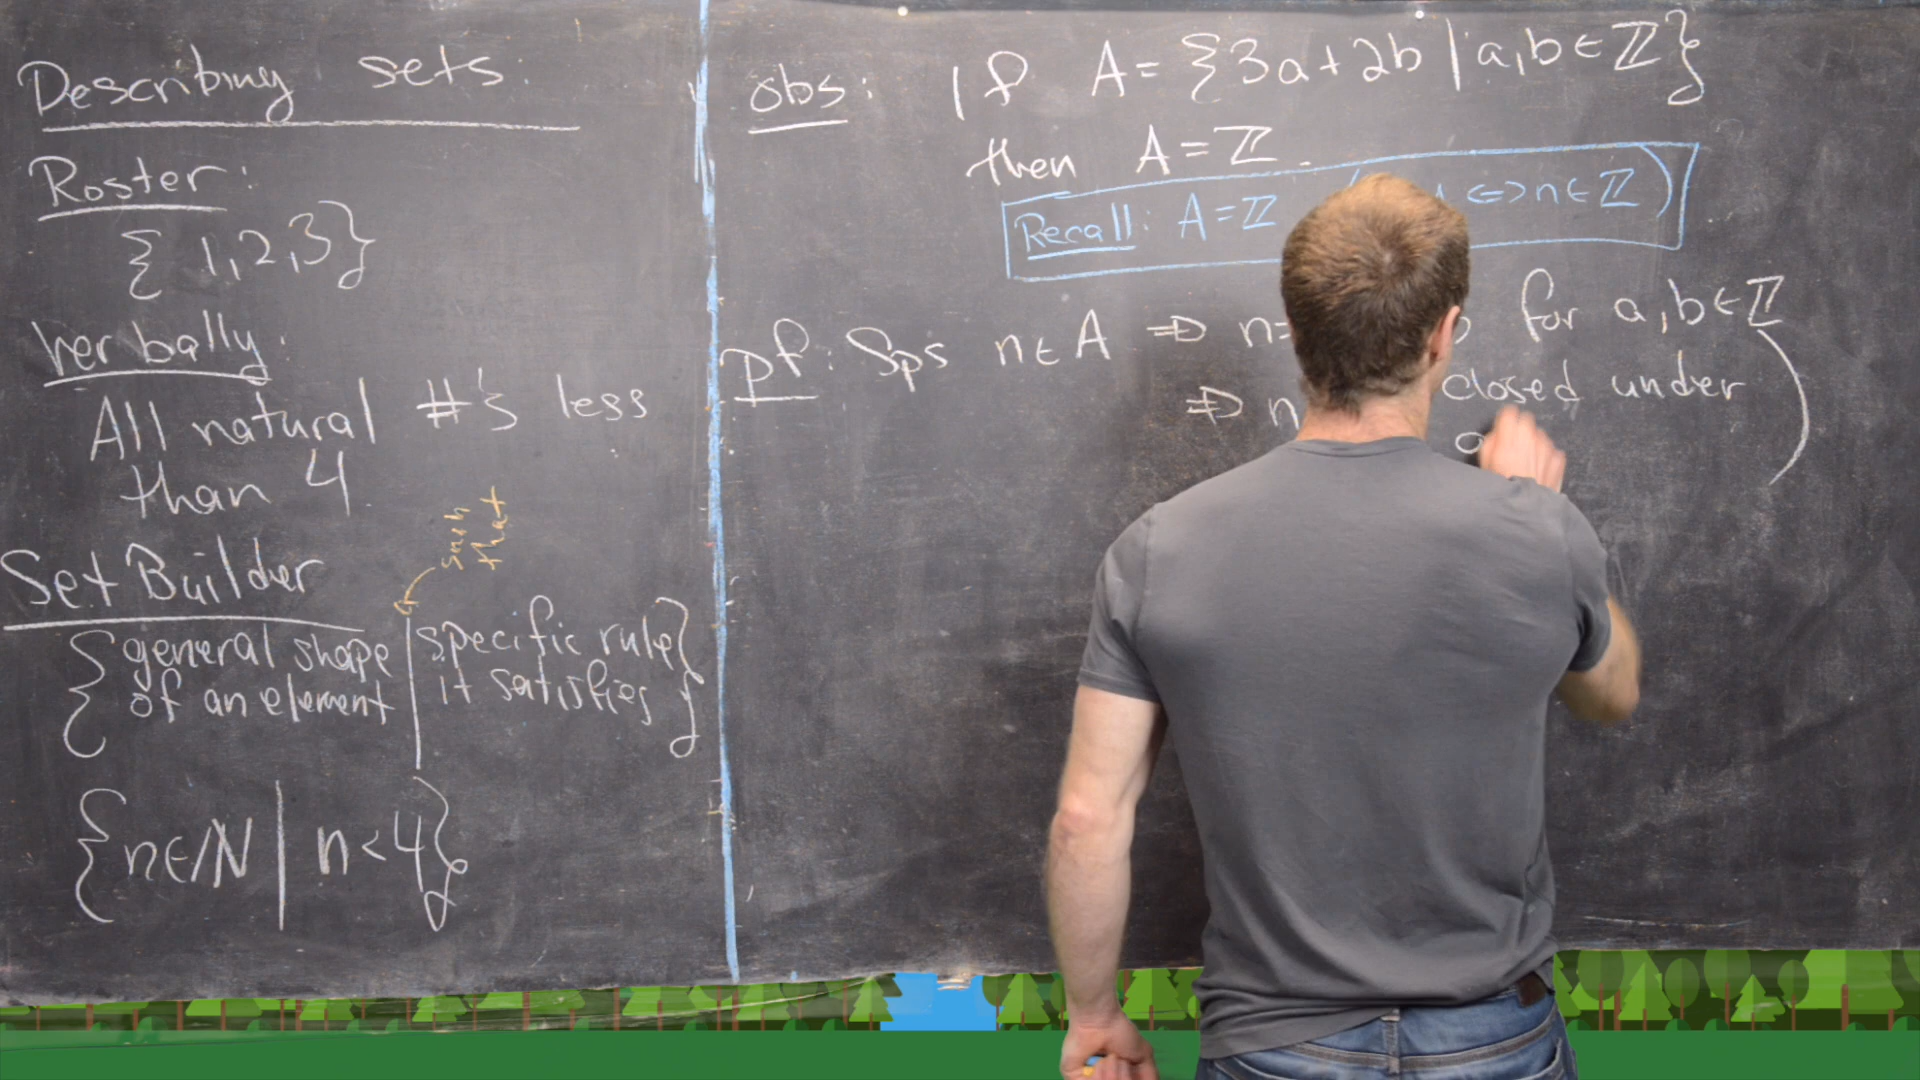 Describing sets:
Roster:
{1,2,3}
Verbally:
All natural #'s less
than 4
such
that
Set Builder
{general shape | specific rule
of an element | it satisfies}
{n∈ℕ | n<4}
obs: If A = {3a+2b | a,b∈ℤ}
then A=ℤ.
Recall: A=ℤ ⇔ n∈ℤ)
pf: Sps n∈A ⇒ n= for a,b∈ℤ
⇒ n closed under